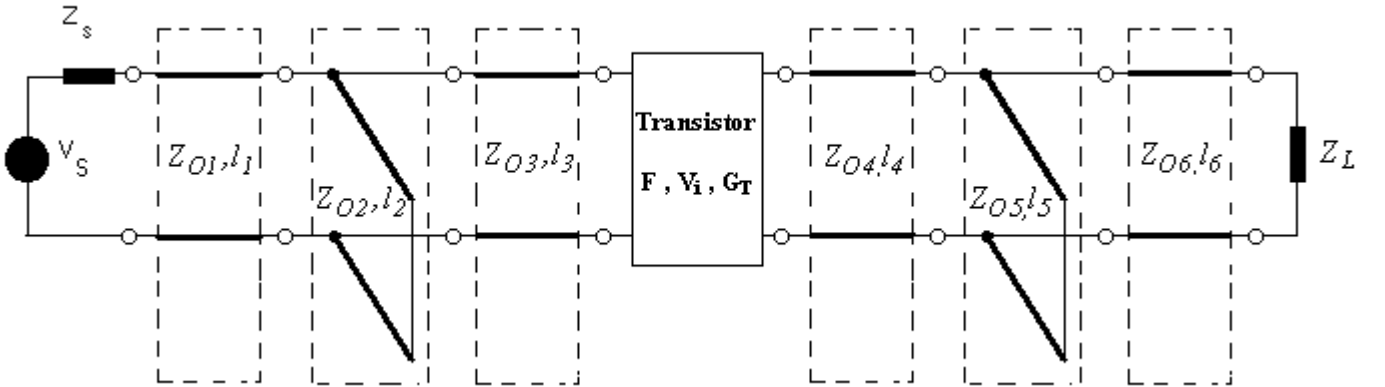 Zs
VS
ZO1,l1
ZO2,l2
ZO3,l3
Transistor
F , Vi , GT
ZO4,l4
ZO5,l5
ZO6,l6
ZL